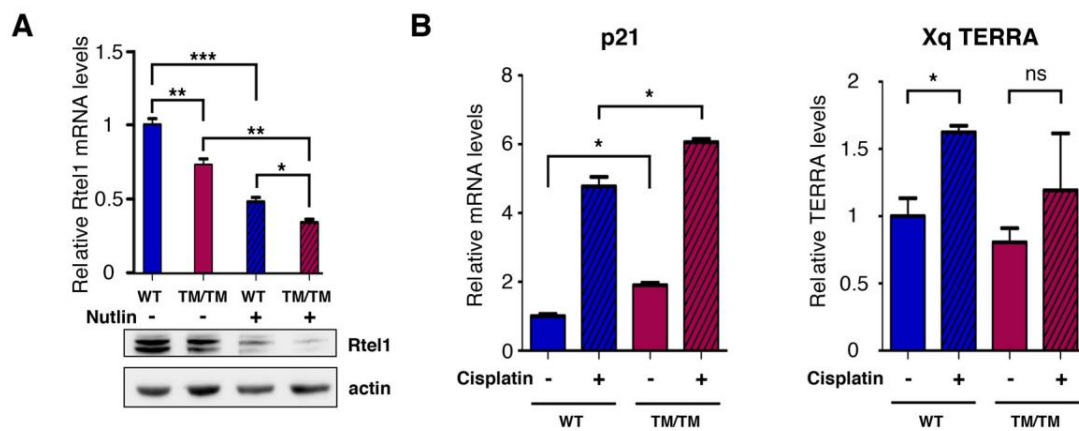 A
Relative Rtel1 mRNA levels
1.5
1
0.5
0
***
**
**
*
WT TM/TM WT TM/TM
Nutlin - - + +
Rtel1
actin
B
p21
Relative mRNA levels
8
6
4
2
0
*
*
Cisplatin - + - +
WT TM/TM
Xq TERRA
Relative TERRA levels
2
1.5
1
0.5
0
* ns
Cisplatin - + - +
WT TM/TM